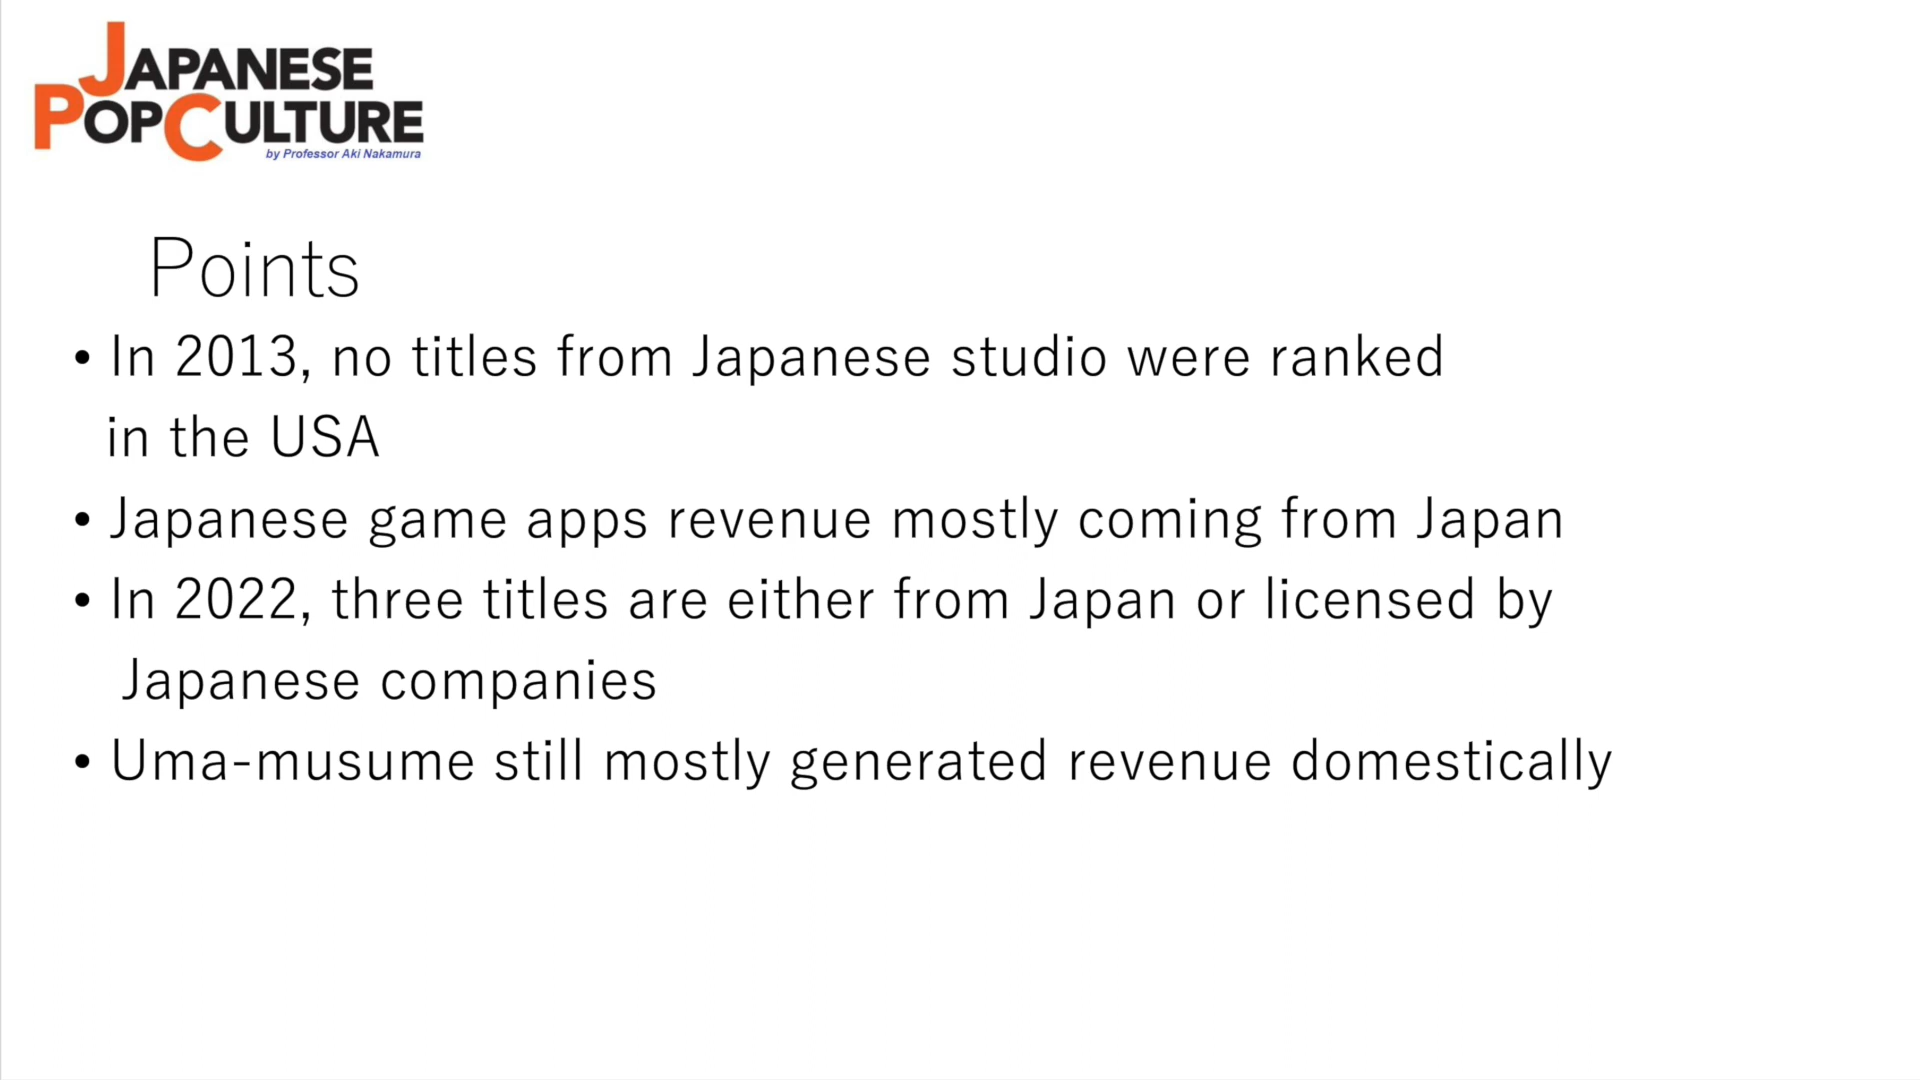 JAPANESE
POPCULTURE
by Professor Aki Nakamura
Points
• In 2013, no titles from Japanese studio were ranked
in the USA
• Japanese game apps revenue mostly coming from Japan
• In 2022, three titles are either from Japan or licensed by
Japanese companies
• Uma-musume still mostly generated revenue domestically